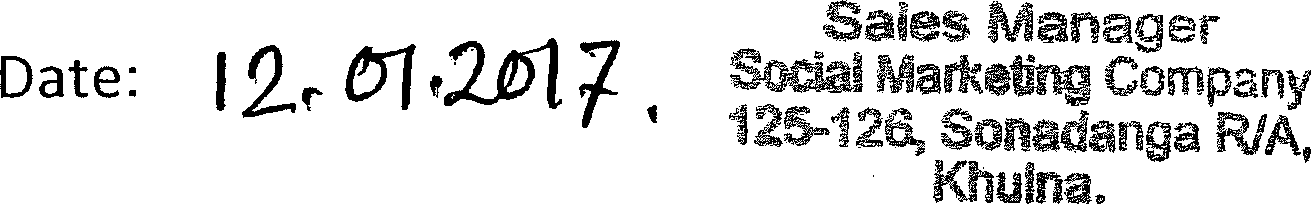 Date: 12.01.2017.
Sales Manager
Social Marketing Company
125-126, Sonadanga R/A,
Khulna.